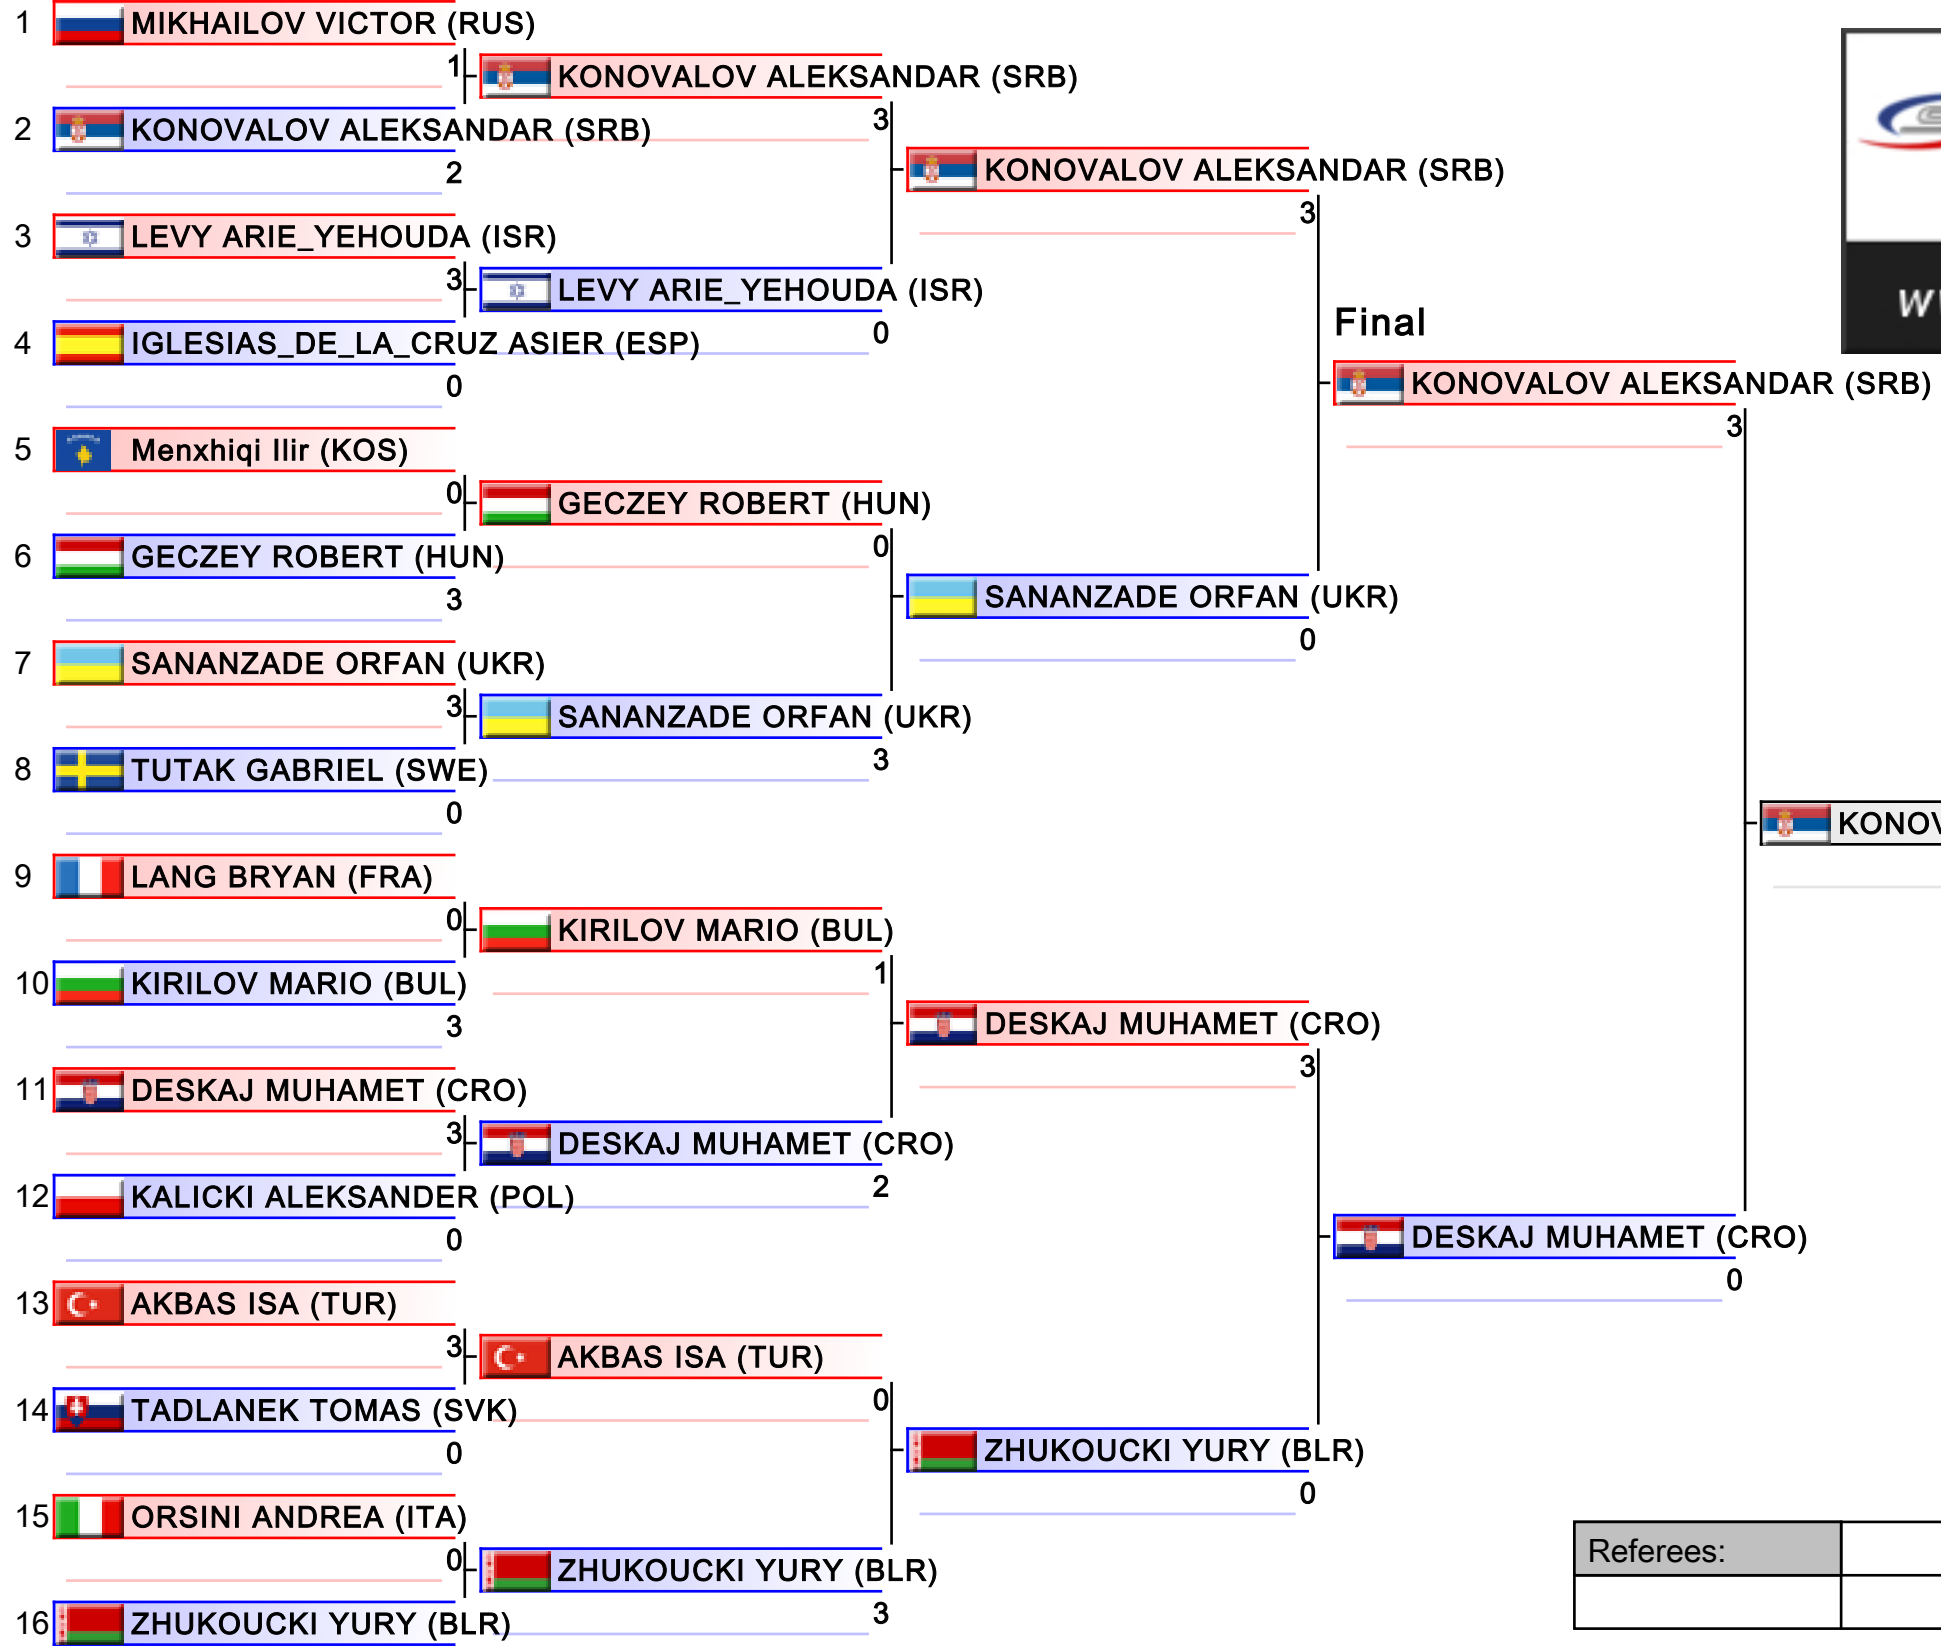 1 MIKHAILOV VICTOR (RUS)
1
KONOVALOV ALEKSANDAR (SRB)
3
2 KONOVALOV ALEKSANDAR (SRB)
2
KONOVALOV ALEKSANDAR (SRB)
3
3 LEVY ARIE_YEHOUDA (ISR)
3
LEVY ARIE_YEHOUDA (ISR)
0
4 IGLESIAS_DE_LA_CRUZ ASIER (ESP)
0
Final
KONOVALOV ALEKSANDAR (SRB)
3
5 Menxhiqi Ilir (KOS)
0
GECZEY ROBERT (HUN)
0
6 GECZEY ROBERT (HUN)
3
SANANZADE ORFAN (UKR)
0
7 SANANZADE ORFAN (UKR)
3
SANANZADE ORFAN (UKR)
3
8 TUTAK GABRIEL (SWE)
0
KONOV
9 LANG BRYAN (FRA)
0
KIRILOV MARIO (BUL)
1
10 KIRILOV MARIO (BUL)
3
DESKAJ MUHAMET (CRO)
3
11 DESKAJ MUHAMET (CRO)
3
DESKAJ MUHAMET (CRO)
2
12 KALICKI ALEKSANDER (POL)
0
DESKAJ MUHAMET (CRO)
0
13 AKBAS ISA (TUR)
3
AKBAS ISA (TUR)
0
14 TADLANEK TOMAS (SVK)
0
ZHUKOUCKI YURY (BLR)
0
15 ORSINI ANDREA (ITA)
0
ZHUKOUCKI YURY (BLR)
3
16 ZHUKOUCKI YURY (BLR)
Referees: